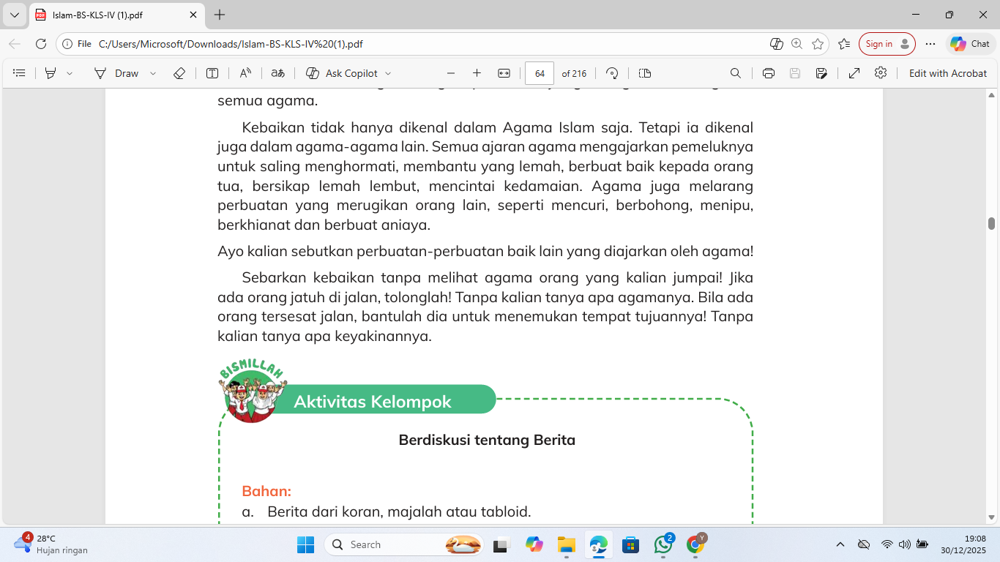 Islam-BS-KLS-IV (1).pdf
File C:/Users/Microsoft/Downloads/Islam-BS-KLS-IV%20(1).pdf
Sign in
Chat
Draw
Ask Copilot
64 of 216
Edit with Acrobat
semua agama.
Kebaikan tidak hanya dikenal dalam Agama Islam saja. Tetapi ia dikenal
juga dalam agama-agama lain. Semua ajaran agama mengajarkan pemeluknya
untuk saling menghormati, membantu yang lemah, berbuat baik kepada orang
tua, bersikap lemah lembut, mencintai kedamaian. Agama juga melarang
perbuatan yang merugikan orang lain, seperti mencuri, berbohong, menipu,
berkhianat dan berbuat aniaya.
Ayo kalian sebutkan perbuatan-perbuatan baik lain yang diajarkan oleh agama!
Sebarkan kebaikan tanpa melihat agama orang yang kalian jumpai! Jika
ada orang jatuh di jalan, tolonglah! Tanpa kalian tanya apa agamanya. Bila ada
orang tersesat jalan, bantulah dia untuk menemukan tempat tujuannya! Tanpa
kalian tanya apa keyakinannya.
BISMILLAH
Aktivitas Kelompok
Berdiskusi tentang Berita
Bahan:
a. Berita dari koran, majalah atau tabloid.
4
28°C
Hujan ringan
Search
2
Y
19:08
30/12/2025